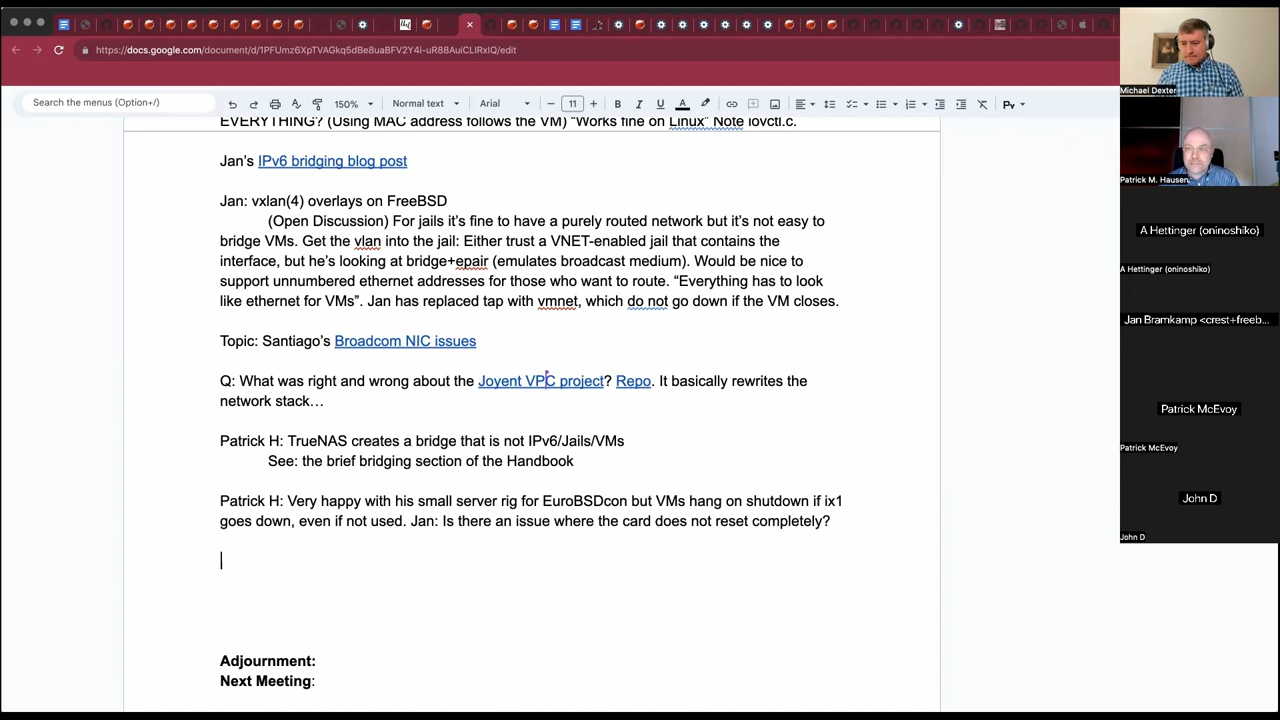 https://docs.google.com/document/d/1PFUmz6XpTVAGkq5dBe8uaBFV2Y4i-uR88AuiCLIRxIQ/edit
Search the menus (Option+/)
150%
Normal text
Arial
11
B I U A
EVERYTHING? (Using MAC address follows the VM) “Works fine on Linux” Note iovctl.c.
Jan’s IPv6 bridging blog post
Jan: vxlan(4) overlays on FreeBSD
(Open Discussion) For jails it’s fine to have a purely routed network but it’s not easy to
bridge VMs. Get the vlan into the jail: Either trust a VNET-enabled jail that contains the
interface, but he’s looking at bridge+epair (emulates broadcast medium). Would be nice to
support unnumbered ethernet addresses for those who want to route. “Everything has to look
like ethernet for VMs”. Jan has replaced tap with vmnet, which do not go down if the VM closes.
Topic: Santiago’s Broadcom NIC issues
Q: What was right and wrong about the Joyent VPC project? Repo. It basically rewrites the
network stack…
Patrick H: TrueNAS creates a bridge that is not IPv6/Jails/VMs
See: the brief bridging section of the Handbook
Patrick H: Very happy with his small server rig for EuroBSDcon but VMs hang on shutdown if ix1
goes down, even if not used. Jan: Is there an issue where the card does not reset completely?
Adjournment:
Next Meeting:
Michael Dexter
Patrick M. Hausen
A Hettinger (oninoshiko)
A Hettinger (oninoshiko)
Jan Bramkamp <crest+freeb...
Patrick McEvoy
Patrick McEvoy
John D
John D